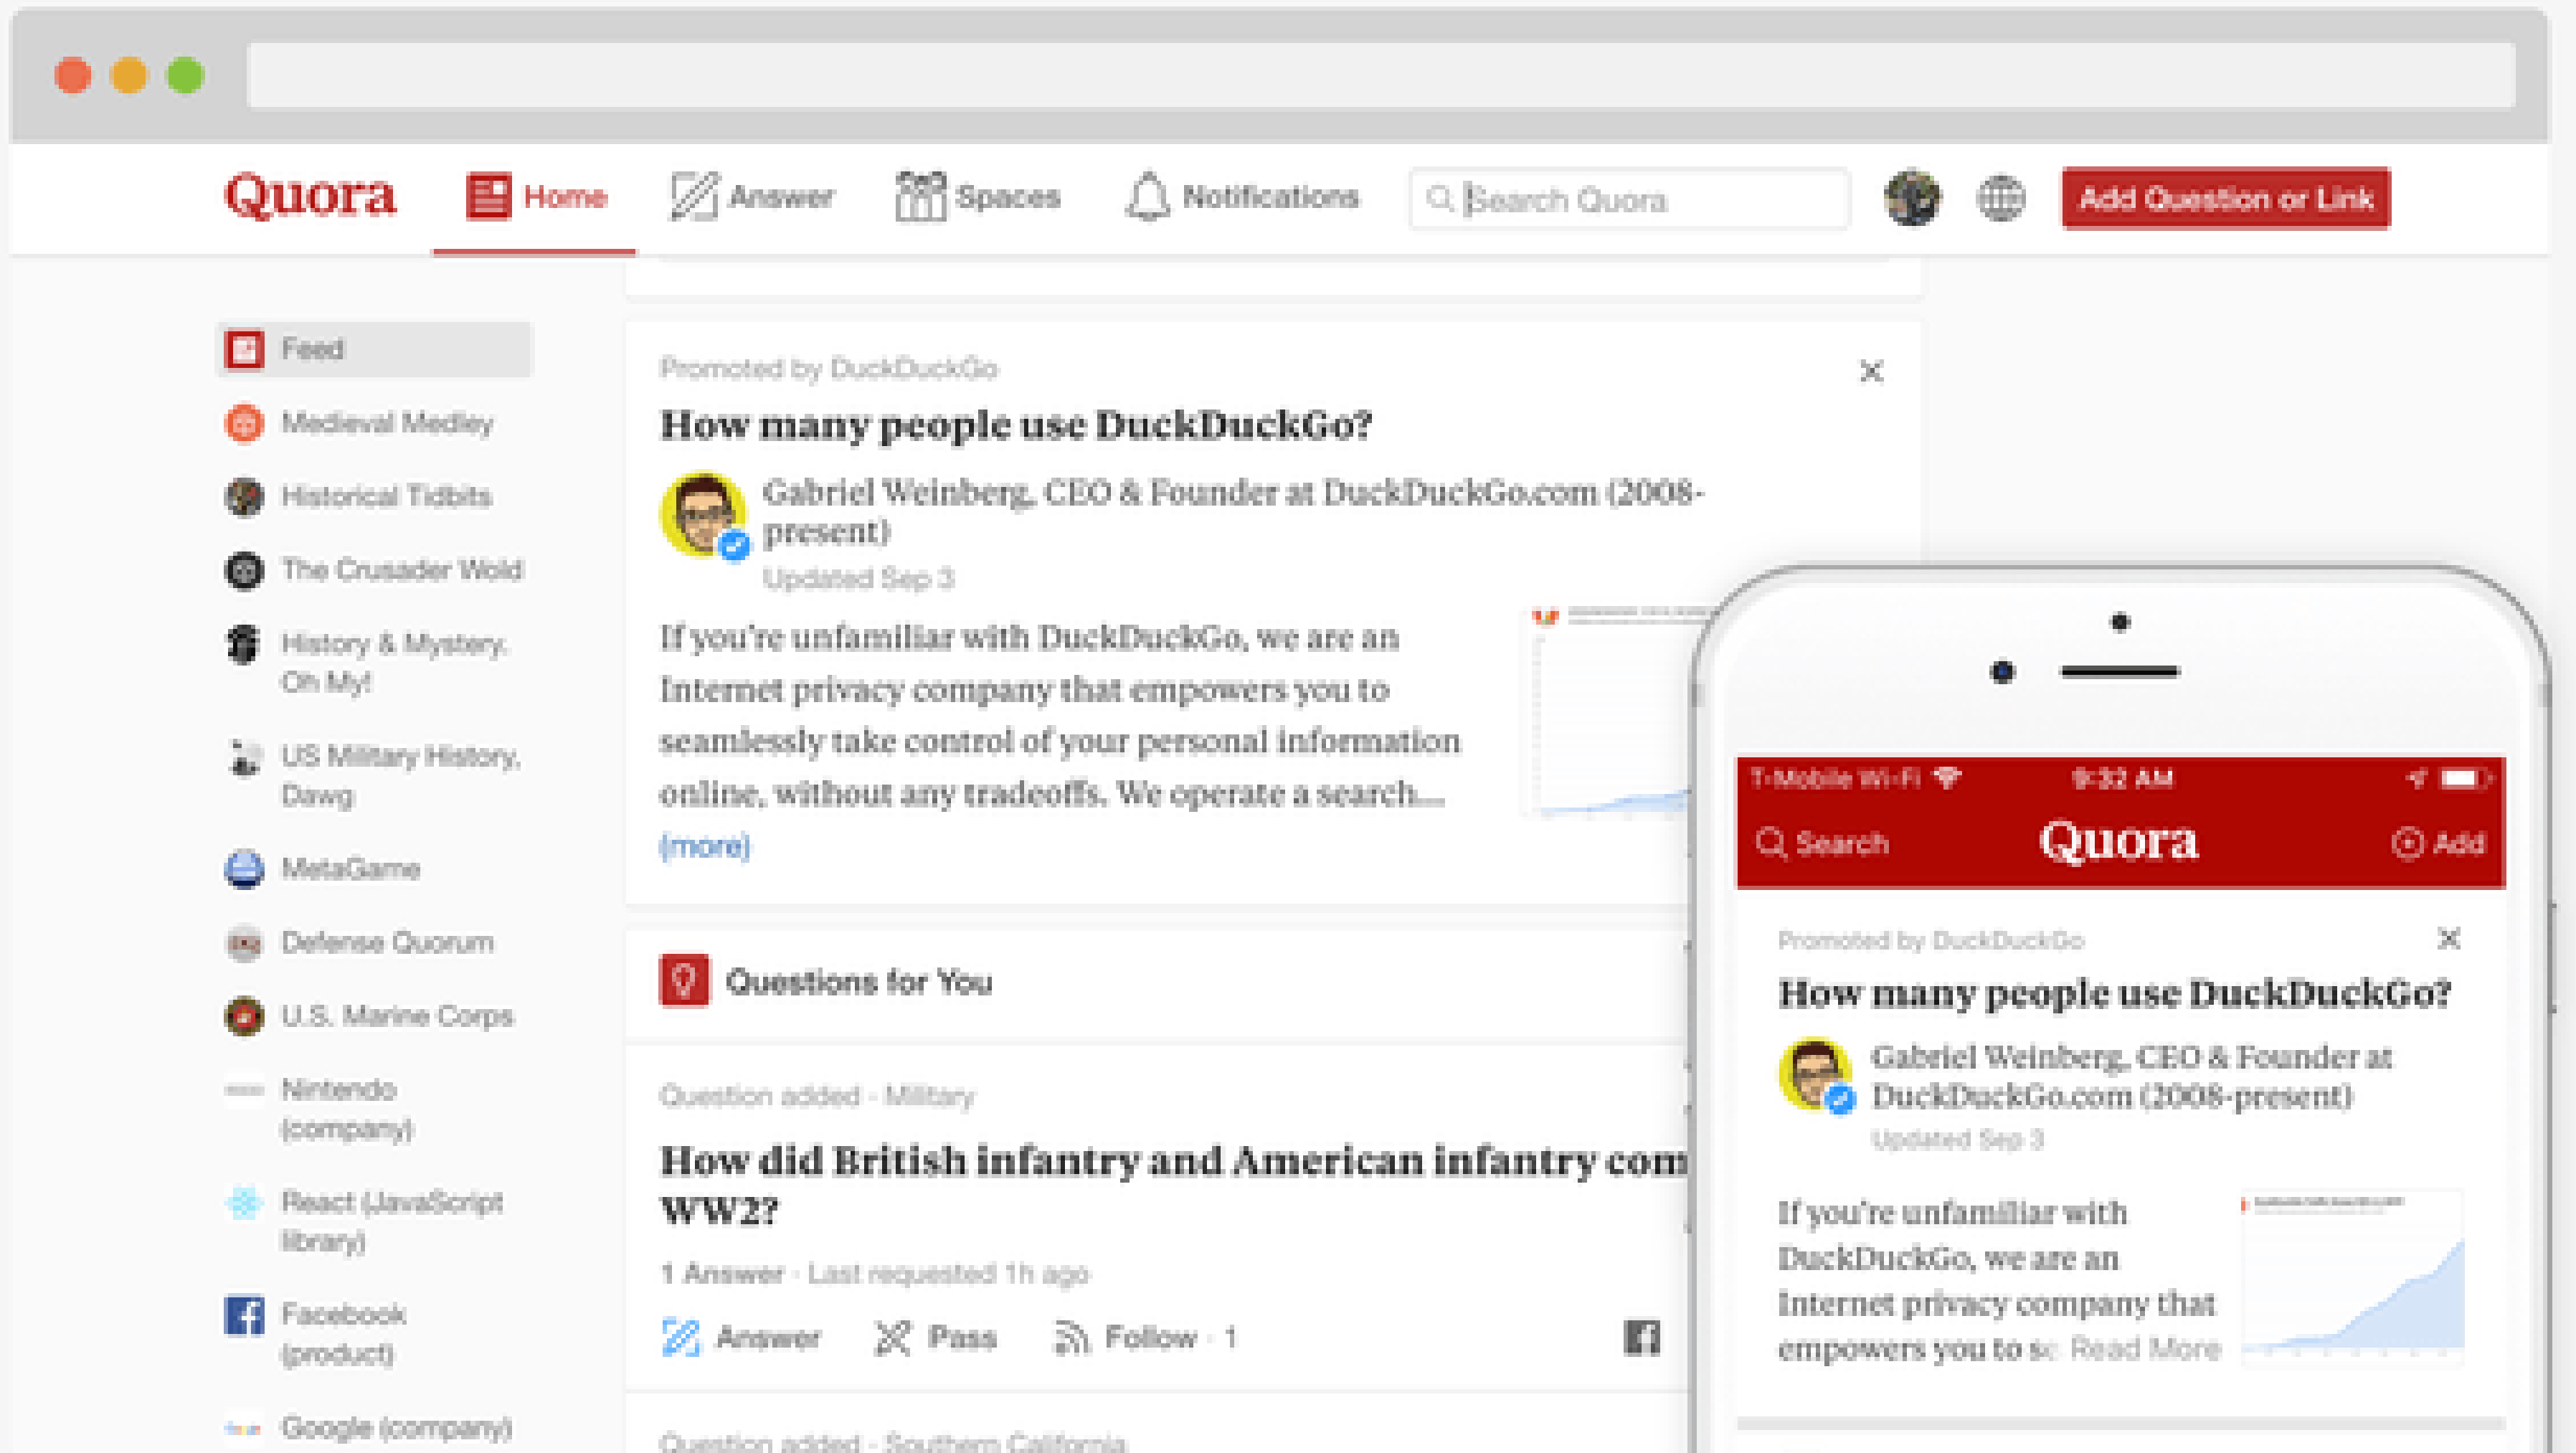 Quora
Home
Answer
Spaces
Notifications
Search Quora
Add Question or Link
Feed
Medieval Medley
Historical Tidbits
The Crusader Wold
History & Mystery,
Oh My!
US Military History,
Dawg
MetaGame
Defense Quorum
U.S. Marine Corps
Nintendo
(company)
React (JavaScript
library)
Facebook
(product)
Google (company)
Promoted by DuckDuckGo
How many people use DuckDuckGo?
Gabriel Weinberg, CEO & Founder at DuckDuckGo.com (2008-
present)
Updated Sep 3
If you're unfamiliar with DuckDuckGo, we are an
Internet privacy company that empowers you to
seamlessly take control of your personal information
online, without any tradeoffs. We operate a search...
(more)
Questions for You
Question added · Military
How did British infantry and American infantry com
WW2?
1 Answer · Last requested 1h ago
Answer
Pass
Follow · 1
Question added · Southern California
T-Mobile Wi-Fi
9:32 AM
Search
Quora
Add
Promoted by DuckDuckGo
How many people use DuckDuckGo?
Gabriel Weinberg, CEO & Founder at
DuckDuckGo.com (2008-present)
Updated Sep 3
If you're unfamiliar with
DuckDuckGo, we are an
Internet privacy company that
empowers you to se Read More